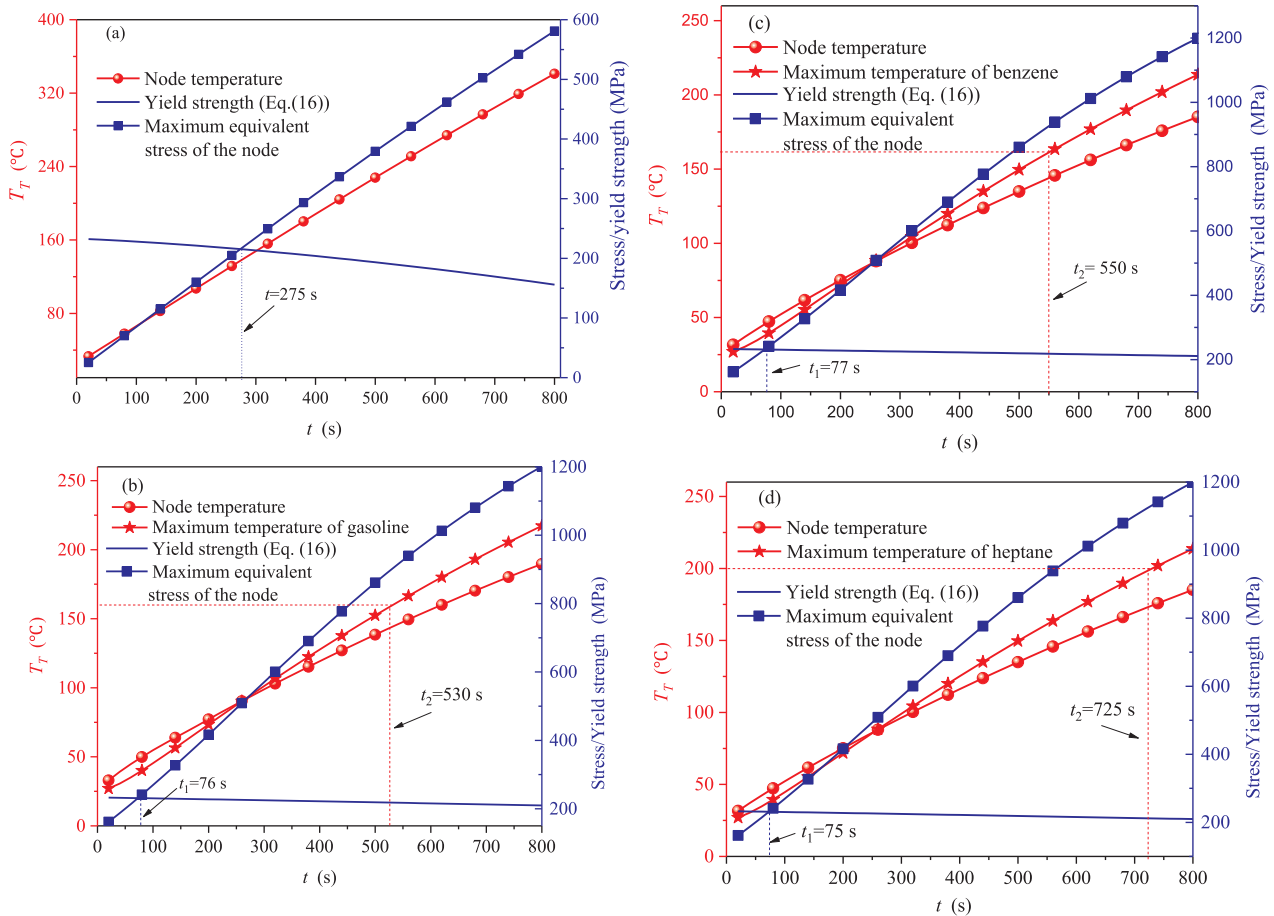 (a)
Node temperature
Yield strength (Eq.(16))
Maximum equivalent
stress of the node
t=275 s
400
320
240
160
80
T_T (°C)
600
500
400
300
200
100
0
Stress/yield strength (MPa)
0 100 200 300 400 500 600 700 800
t (s)
(c)
Node temperature
Maximum temperature of benzene
Yield strength (Eq. (16))
Maximum equivalent
stress of the node
t₂=550 s
t₁=77 s
250
200
150
100
50
0
T_T (°C)
1200
1000
800
600
400
200
Stress/Yield strength (MPa)
0 100 200 300 400 500 600 700 800
t (s)
(b)
Node temperature
Maximum temperature of gasoline
Yield strength (Eq. (16))
Maximum equivalent
stress of the node
t₂=530 s
t₁=76 s
250
200
150
100
50
0
T_T (°C)
1200
1000
800
600
400
200
Stress/Yield strength (MPa)
0 100 200 300 400 500 600 700 800
t (s)
(d)
Node temperature
Maximum temperature of heptane
Yield strength (Eq. (16))
Maximum equivalent
stress of the node
t₂=725 s
t₁=75 s
250
200
150
100
50
0
T_T (°C)
1200
1000
800
600
400
200
Stress/Yield strength (MPa)
0 100 200 300 400 500 600 700 800
t (s)